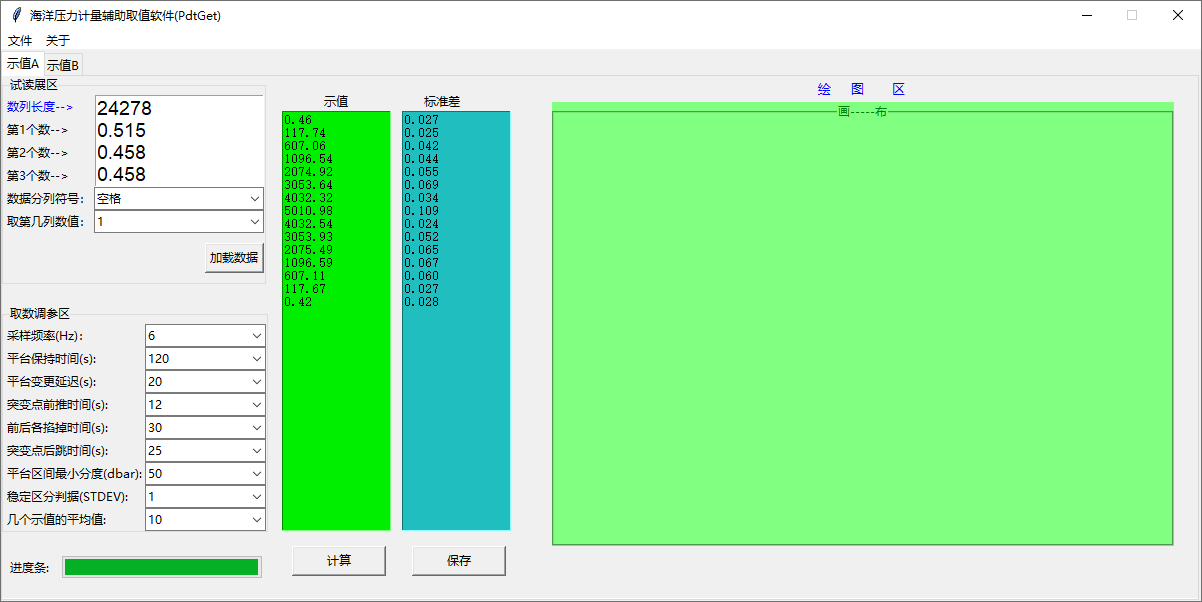 海洋压力计量辅助取值软件(PdtGet)
文件 关于
示值A 示值B
试读展区
数列长度--> 24278
第1个数--> 0.515
第2个数--> 0.458
第3个数--> 0.458
数据分列符号: 空格
取第几列数值: 1
加载数据
取数调参区
采样频率(Hz): 6
平台保持时间(s): 120
平台变更延迟(s): 20
突变点前推时间(s): 12
前后各掐掉时间(s): 30
突变点后跳时间(s): 25
平台区间最小分度(dbar): 50
稳定区分判据(STDEV): 1
几个示值的平均值: 10
进度条:
示值 标准差
0.46 0.027
117.74 0.025
607.06 0.042
1096.54 0.044
2074.92 0.055
3053.64 0.069
4032.32 0.034
5010.98 0.109
4032.54 0.024
3053.93 0.052
2075.49 0.065
1096.59 0.067
607.11 0.060
117.67 0.027
0.42 0.028
计算 保存
绘 图 区
画-----布